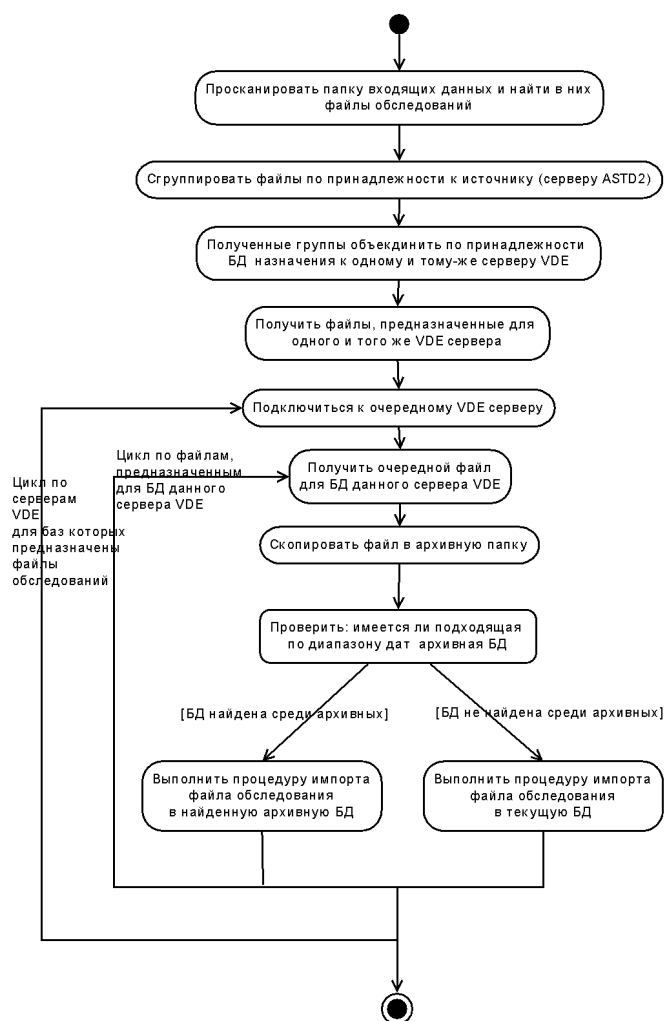 Просканировать папку входящих данных и найти в них
файлы обследований
Сгруппировать файлы по принадлежности к источнику (серверу ASTD2)
Полученные группы объекдинить по принадлежности
БД назначения к одному и тому-же серверу VDE
Получить файлы, предназначенные для
одного и того же VDE сервера
Подключиться к очередному VDE серверу
Цикл по файлам,
предназначенным
для БД данного
сервера VDE
Получить очередной файл
для БД данного сервера VDE
Цикл по
серверам
VDE
для баз которых
предназначены
файлы
обследований
Скопировать файл в архивную папку
Проверить: имеется ли подходящая
по диапазону дат архивная БД
[БД найдена среди архивных]
[БД не найдена среди архивных]
Выполнить процедуру импорта
файла обследования
в найденную архивную БД
Выполнить процедуру импорта
файла обследования
в текущую БД